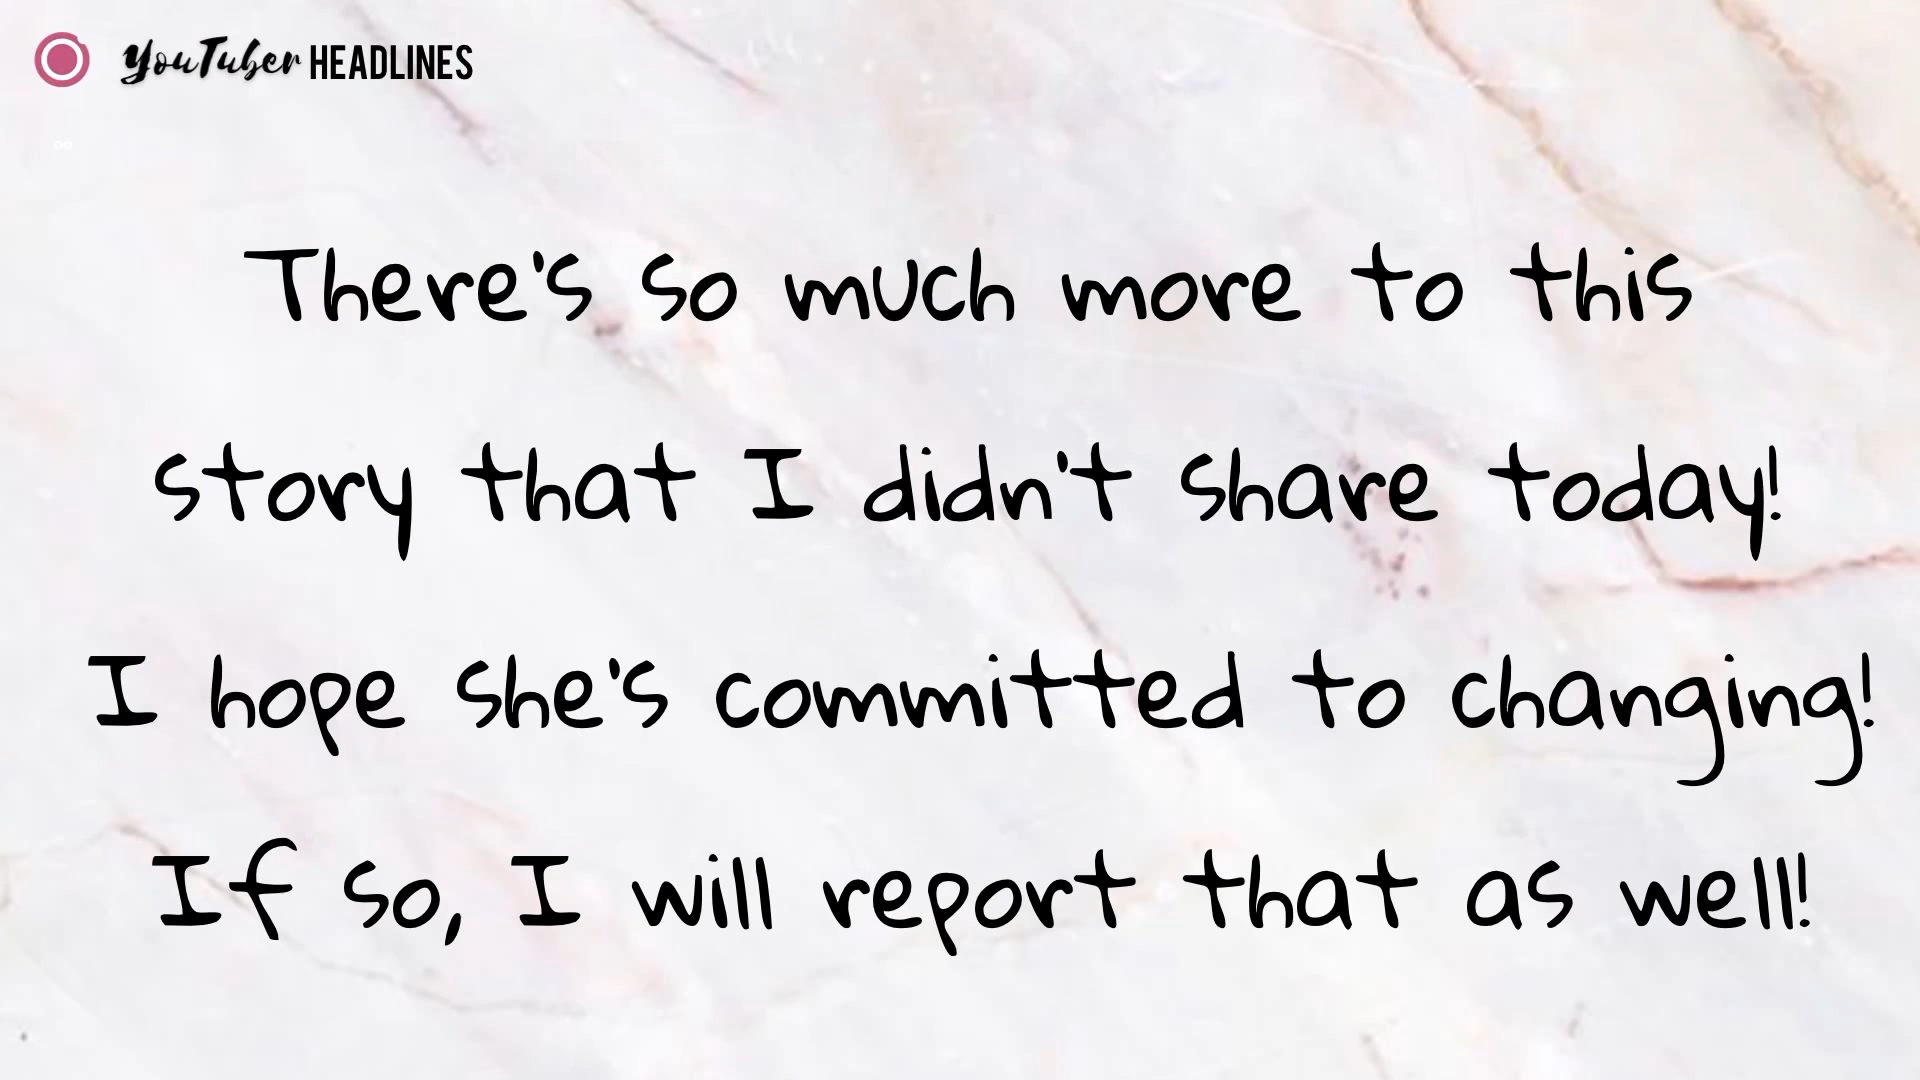 YouTuber HEADLINES
There's so much more to this
story that I didn't share today!
I hope she's committed to changing!
If so, I will report that as well!